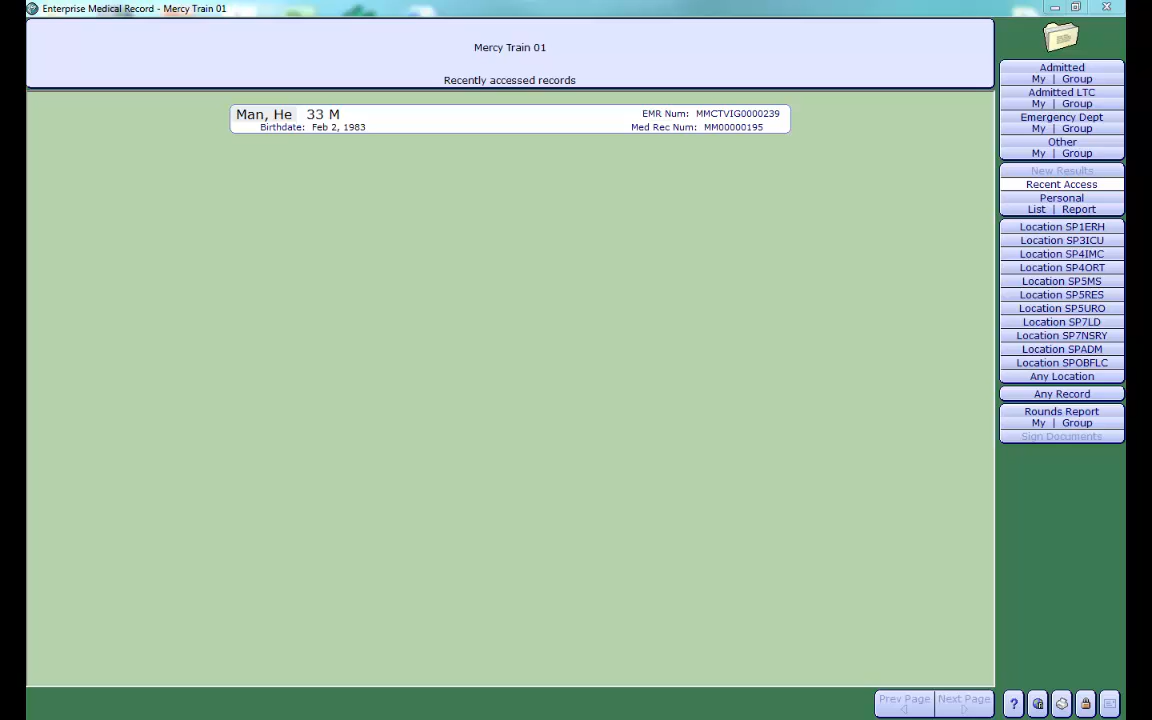 Enterprise Medical Record - Mercy Train 01
Mercy Train 01
Recently accessed records
Man, He 33 M EMR Num: MMCTVIG0000239
Birthdate: Feb 2, 1983 Med Rec Num: MM00000195
Admitted
My | Group
Admitted LTC
My | Group
Emergency Dept
My | Group
Other
My | Group
New Results
Recent Access
Personal
List | Report
Location SP1ERH
Location SP3ICU
Location SP4IMC
Location SP4ORT
Location SP5MS
Location SP5RES
Location SP5URO
Location SP7LD
Location SP7NSRY
Location SPADM
Location SPOBFLC
Any Location
Any Record
Rounds Report
My | Group
Sign Documents
Prev Page Next Page ?